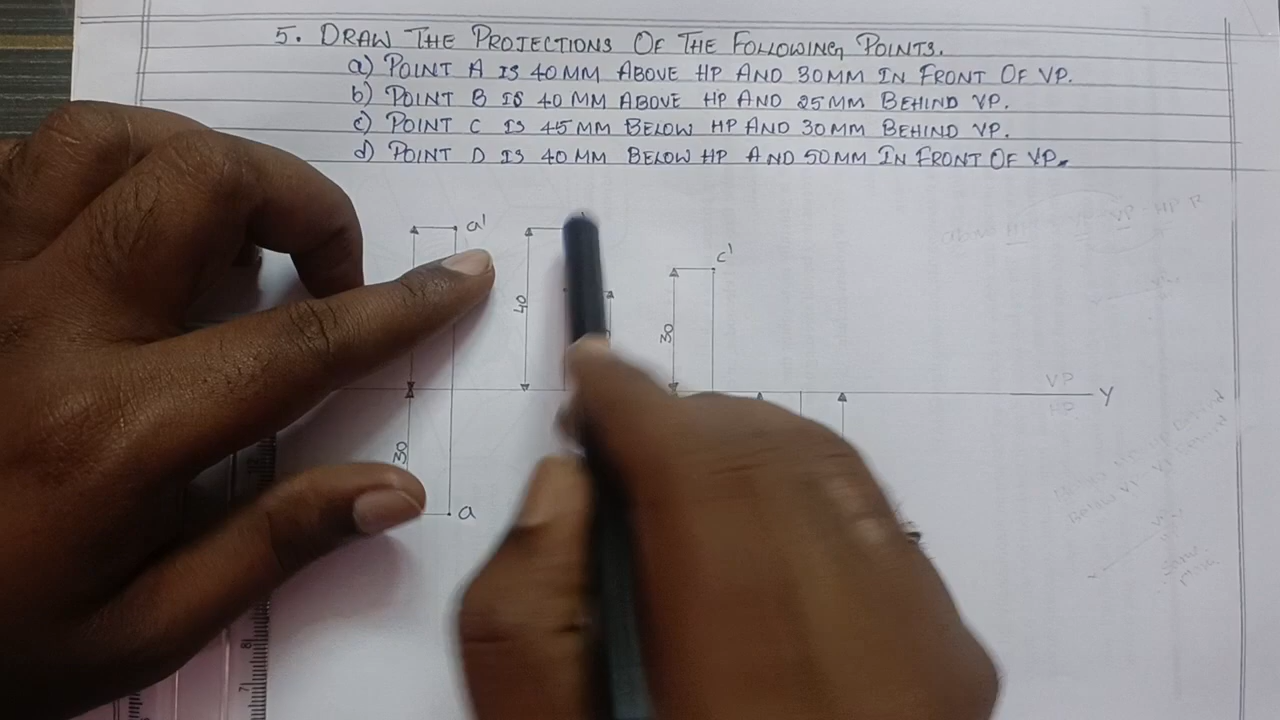 5. DRAW THE PROJECTIONS OF THE FOLLOWING POINTS.
a) POINT A IS 40 MM ABOVE HP AND 30MM IN FRONT OF VP.
b) POINT B IS 40 MM ABOVE HP AND 25 MM BEHIND VP.
c) POINT C IS 45 MM BELOW HP AND 30 MM BEHIND VP.
d) POINT D IS 40 MM BELOW HP AND 50 MM IN FRONT OF VP.
a'
c'
40
30
VP
Y
HP
30
a